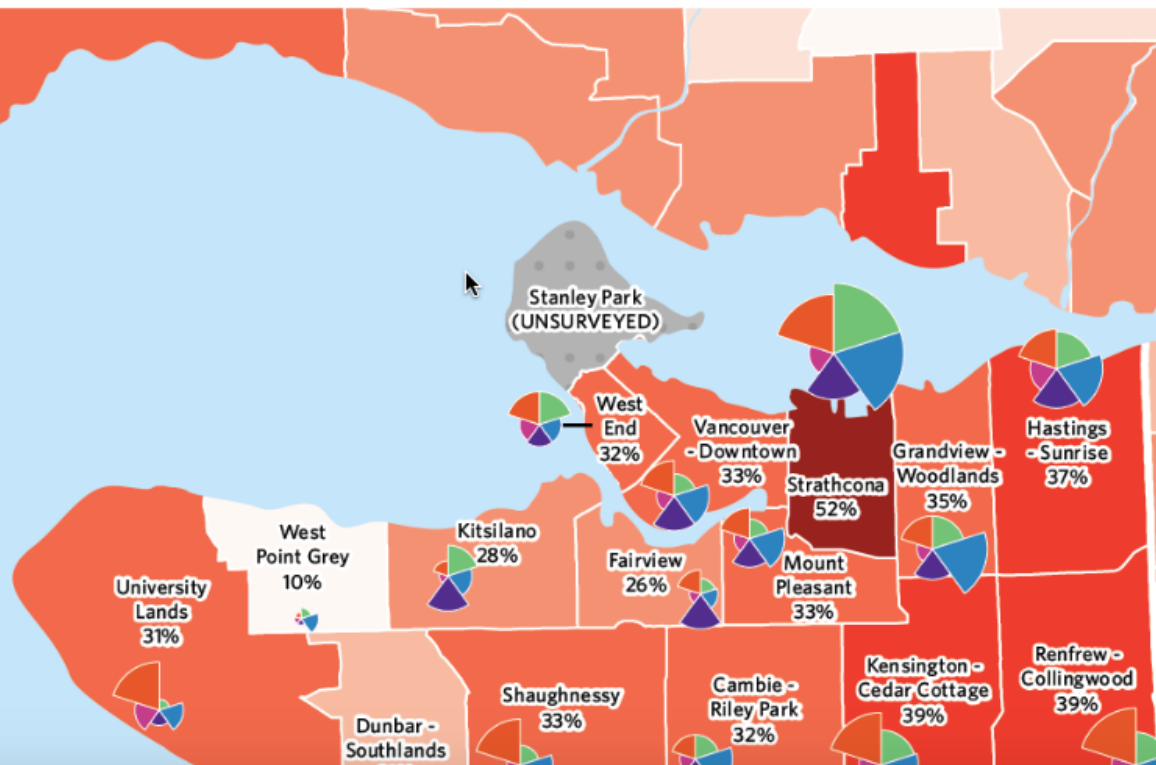 Stanley Park
(UNSURVEYED)
West
End
32%
Vancouver
- Downtown
33%
Strathcona
52%
Grandview -
Woodlands
35%
Hastings
- Sunrise
37%
West
Point Grey
10%
Kitsilano
28%
Fairview
26%
Mount
Pleasant
33%
University
Lands
31%
Dunbar -
Southlands
Shaughnessy
33%
Cambie -
Riley Park
32%
Kensington -
Cedar Cottage
39%
Renfrew -
Collingwood
39%